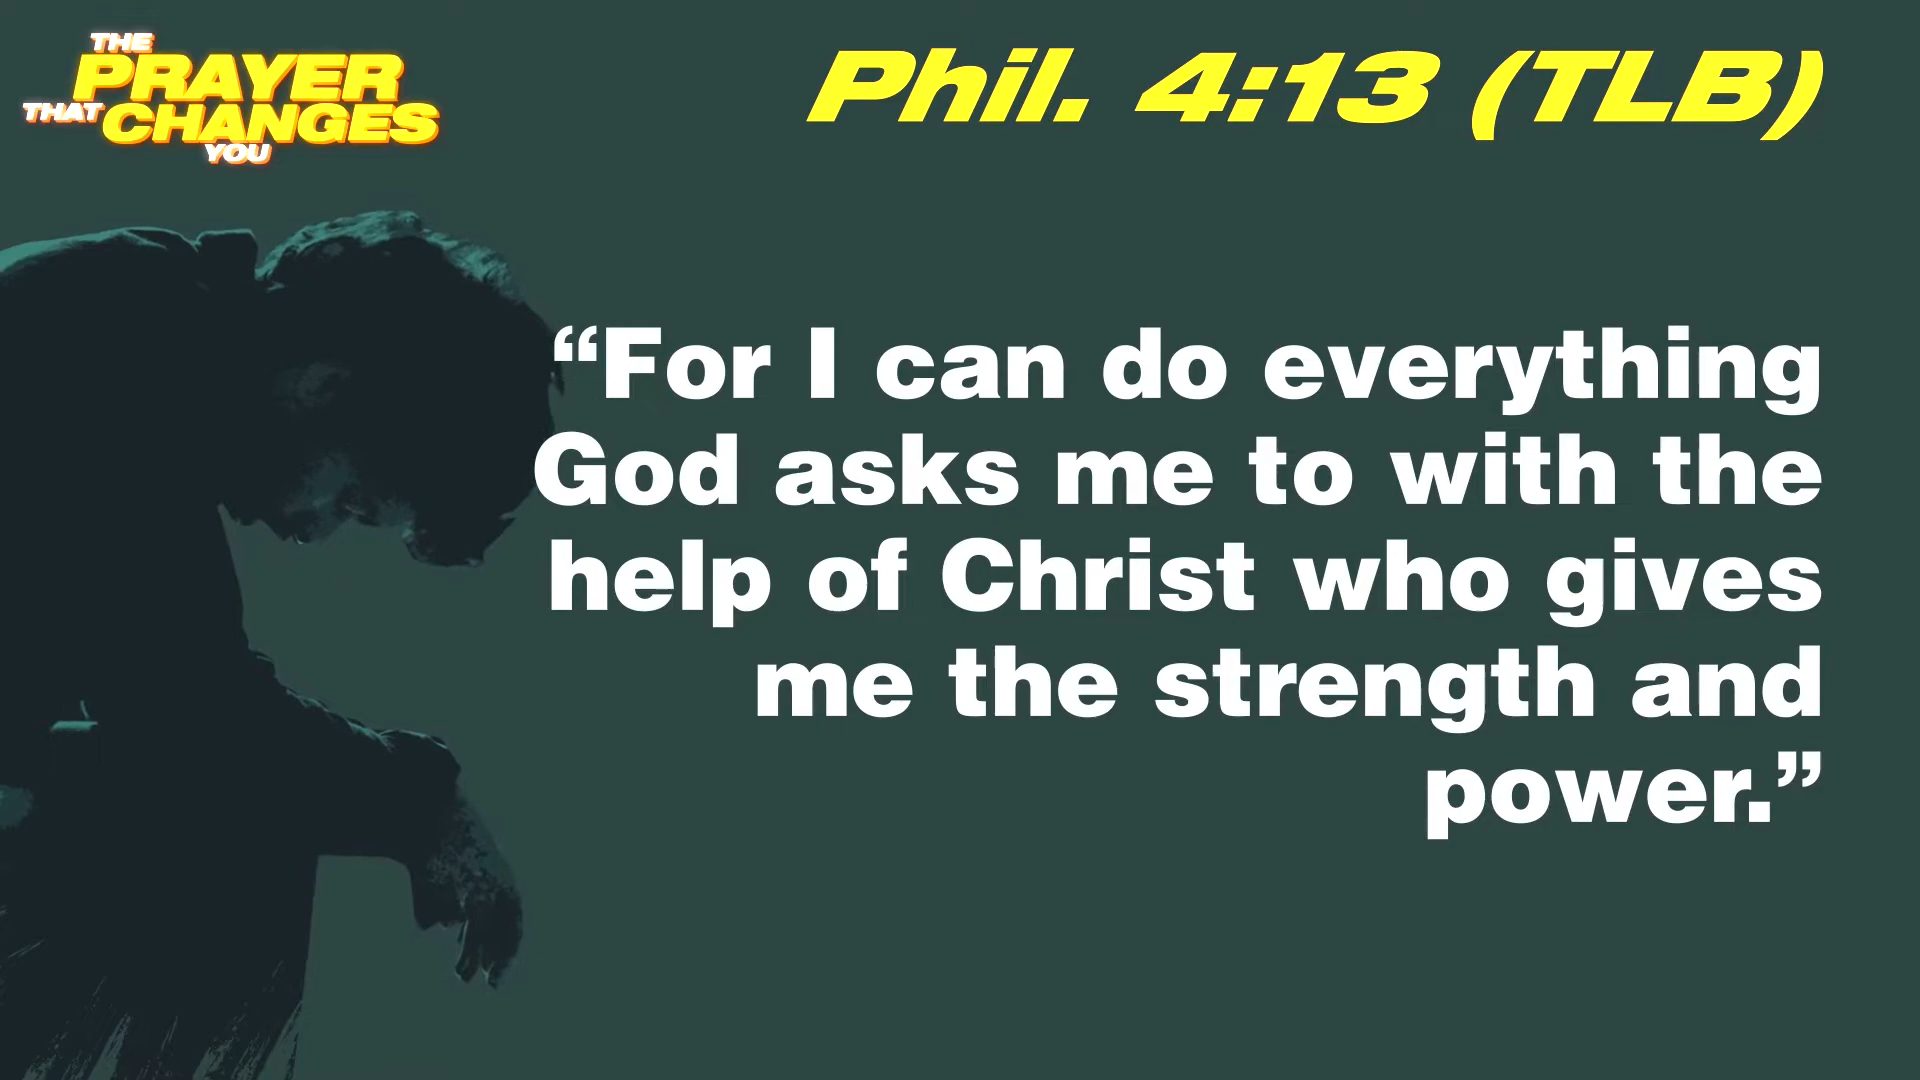 THE
PRAYER
THAT CHANGES
YOU
Phil. 4:13 (TLB)
“For I can do everything
God asks me to with the
help of Christ who gives
me the strength and
power.”